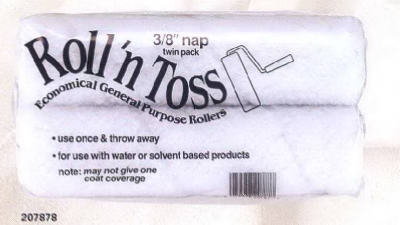 3/8" nap
twin pack
Roll 'n Toss
Economical General Purpose Rollers
• use once & throw away
• for use with water or solvent based products
note: may not give one
coat coverage
207878